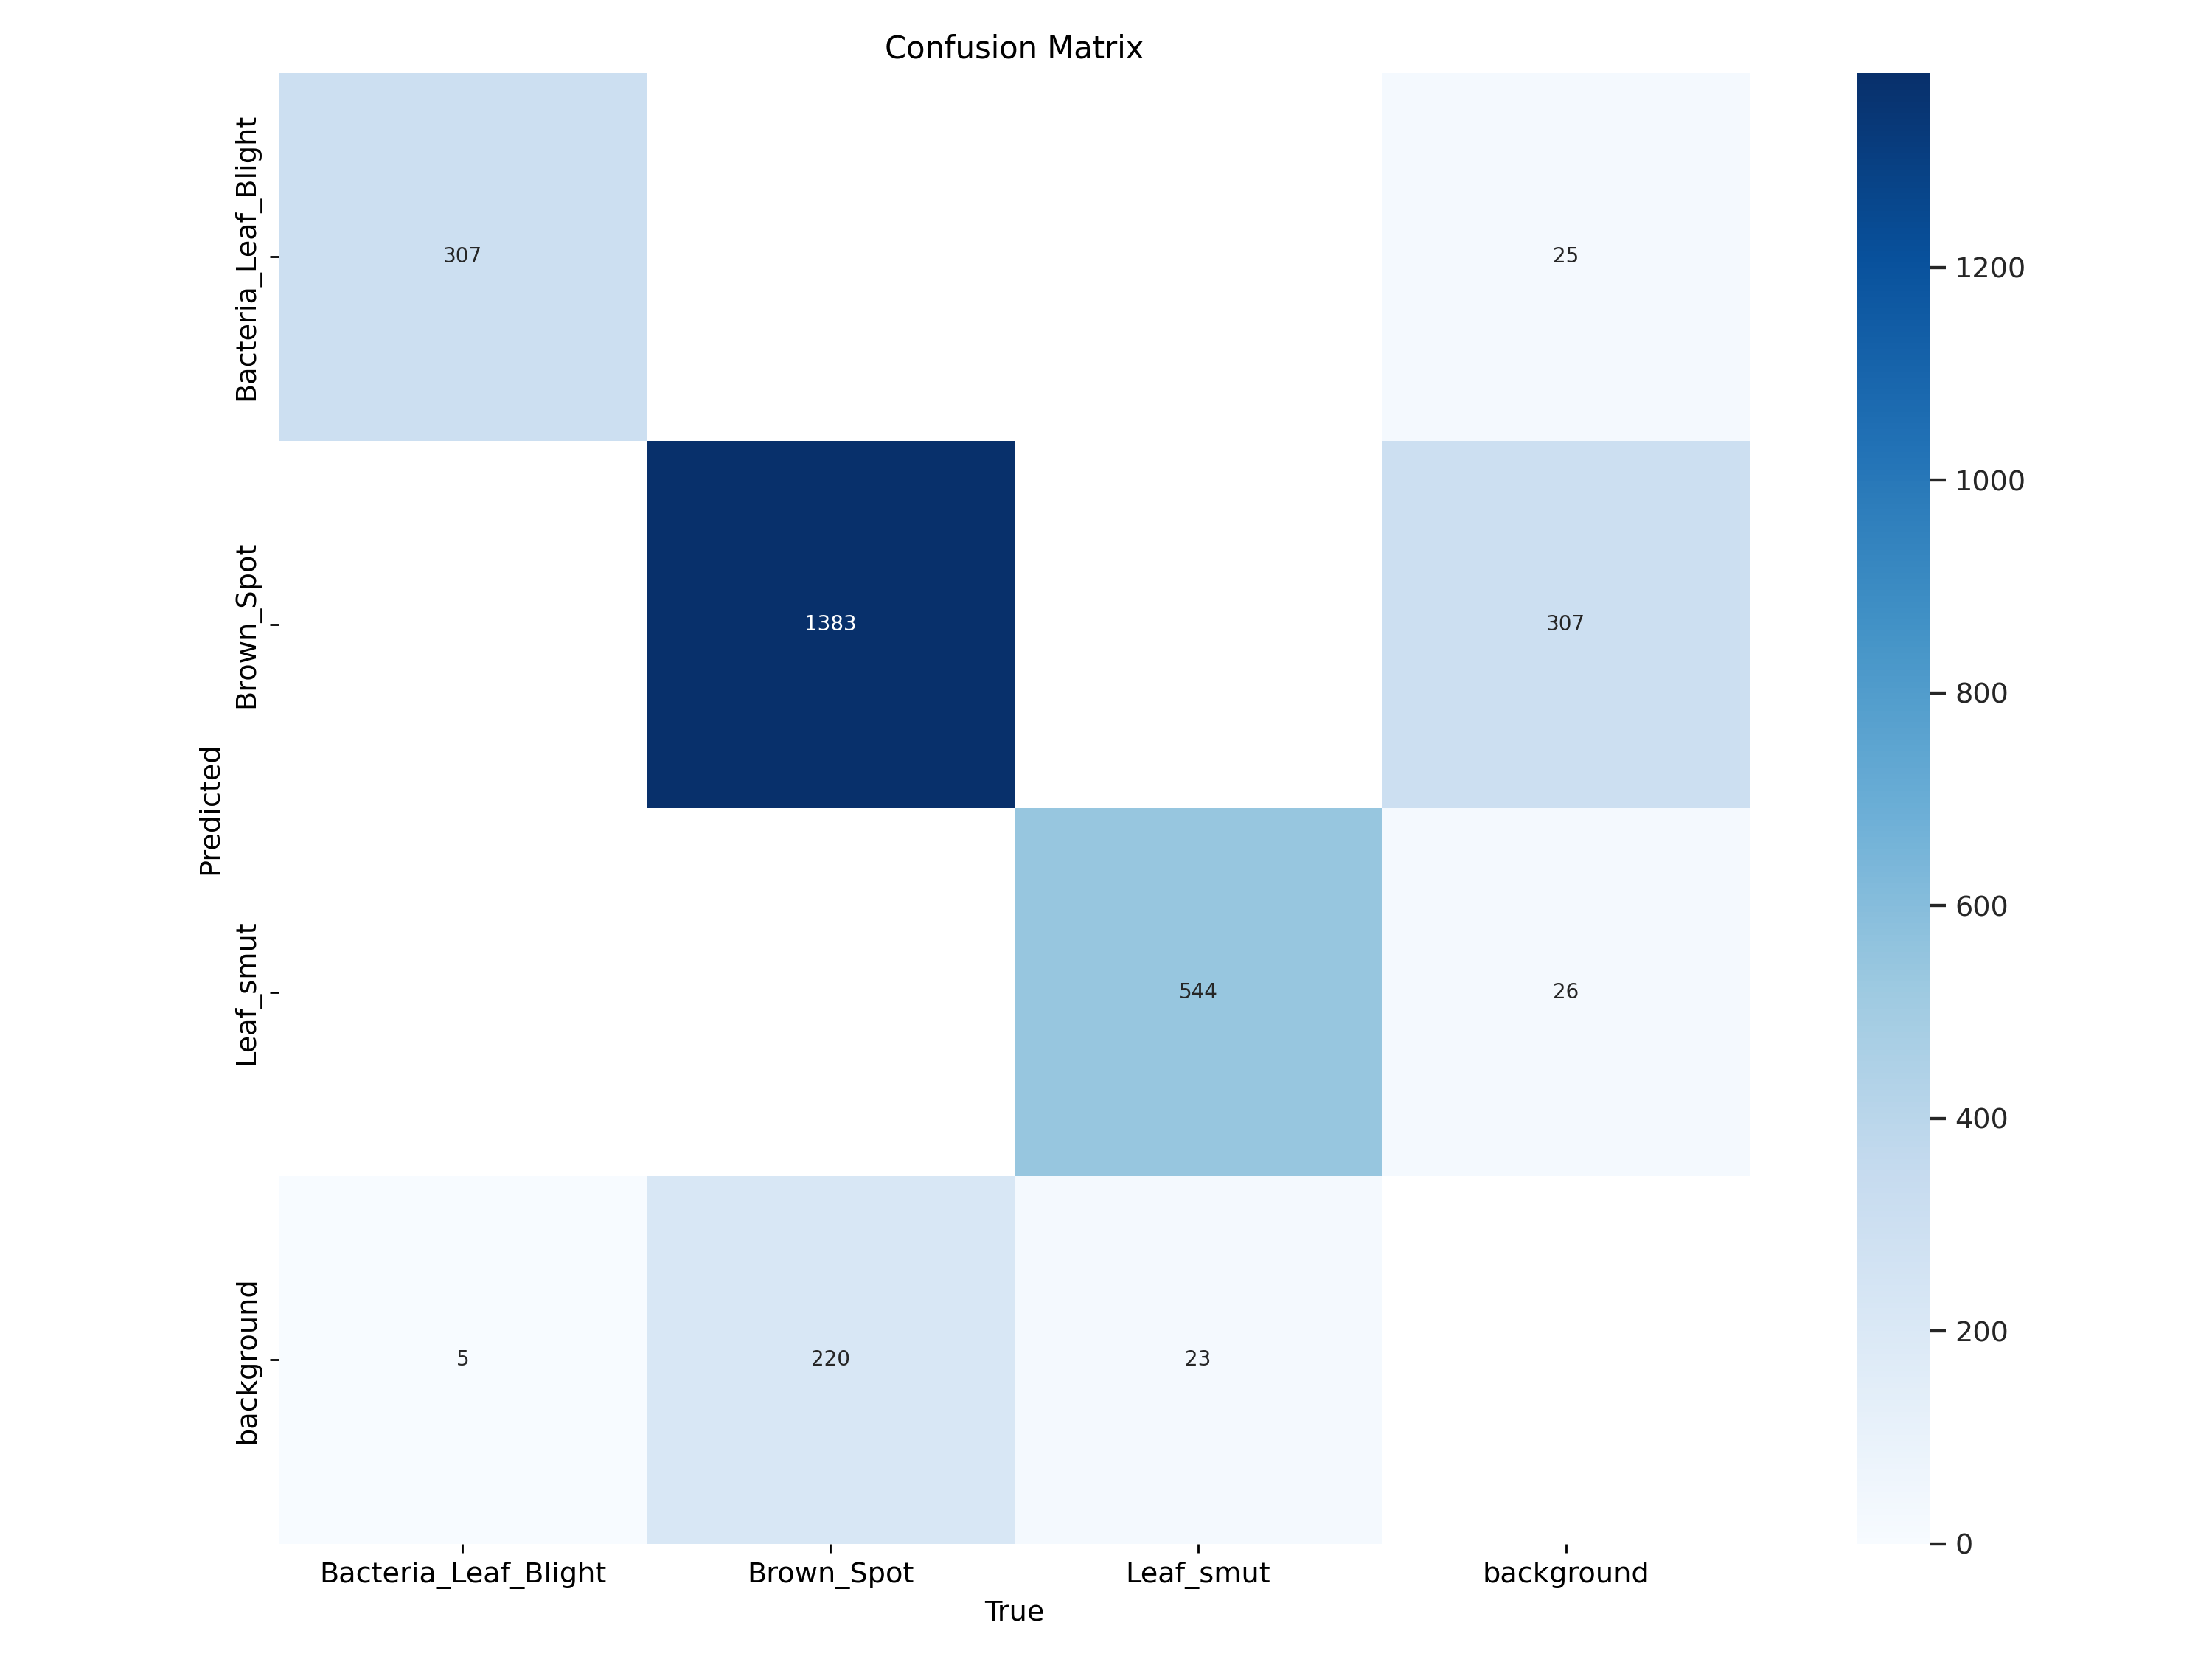 Confusion Matrix
Predicted
Bacteria_Leaf_Blight
307
25
Brown_Spot
1383
307
Leaf_smut
544
26
background
5
220
23
Bacteria_Leaf_Blight
Brown_Spot
Leaf_smut
background
True
1200
1000
800
600
400
200
0